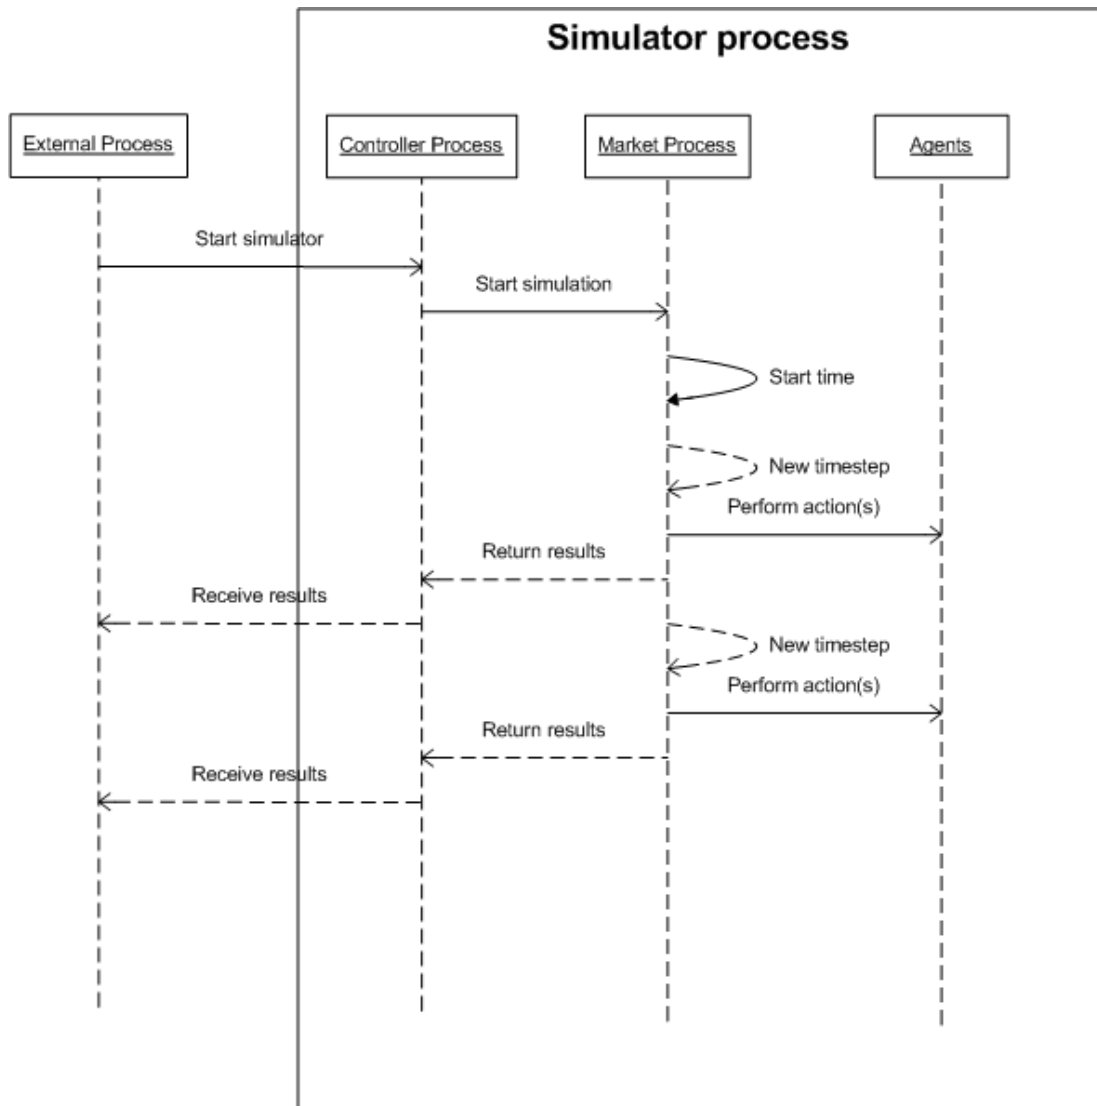 Simulator process
External Process
Controller Process
Market Process
Agents
Start simulator
Start simulation
Start time
New timestep
Perform action(s)
Return results
Receive results
New timestep
Perform action(s)
Return results
Receive results